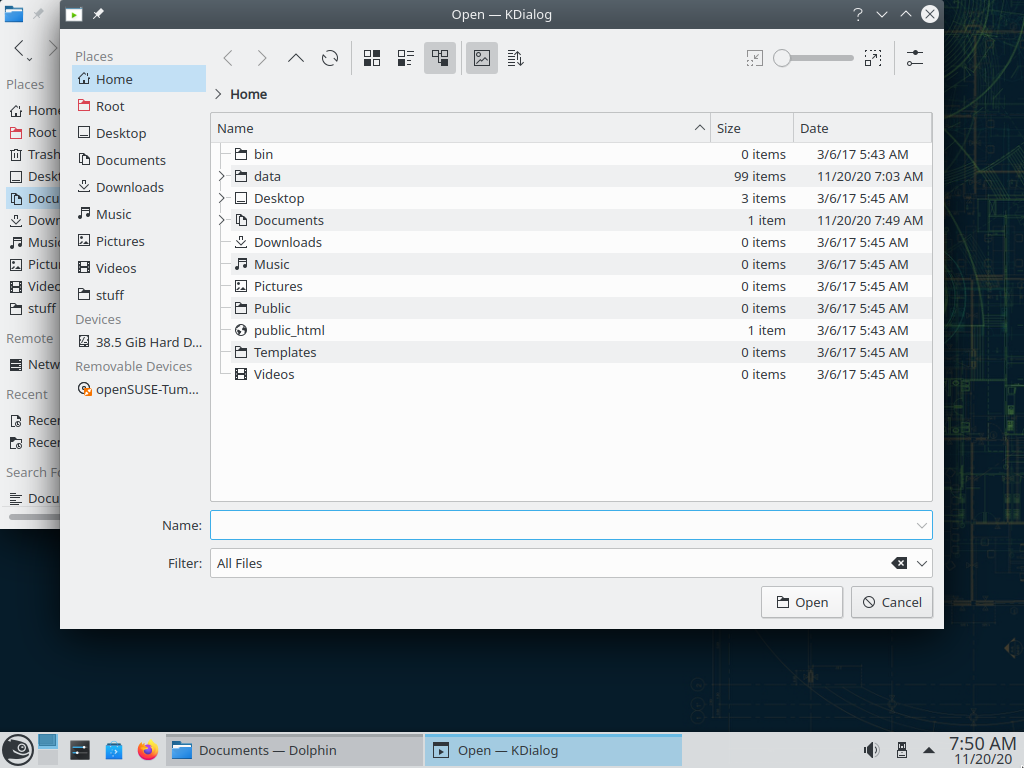 Open — KDialog
Places
Home
Root
Desktop
Documents
Downloads
Music
Pictures
Videos
stuff
Devices
38.5 GiB Hard D...
Removable Devices
openSUSE-Tum...
Home
Name Size Date
bin 0 items 3/6/17 5:43 AM
data 99 items 11/20/20 7:03 AM
Desktop 3 items 3/6/17 5:45 AM
Documents 1 item 11/20/20 7:49 AM
Downloads 0 items 3/6/17 5:45 AM
Music 0 items 3/6/17 5:45 AM
Pictures 0 items 3/6/17 5:45 AM
Public 0 items 3/6/17 5:45 AM
public_html 1 item 3/6/17 5:43 AM
Templates 0 items 3/6/17 5:45 AM
Videos 0 items 3/6/17 5:45 AM
Name:
Filter: All Files
Open Cancel
Places
Home
Root
Trash
Deskt
Docu
Down
Music
Pictur
Video
stuff
Remote
Netw
Recent
Recen
Recen
Search Fo
Docu
Documents — Dolphin
Open — KDialog
7:50 AM
11/20/20